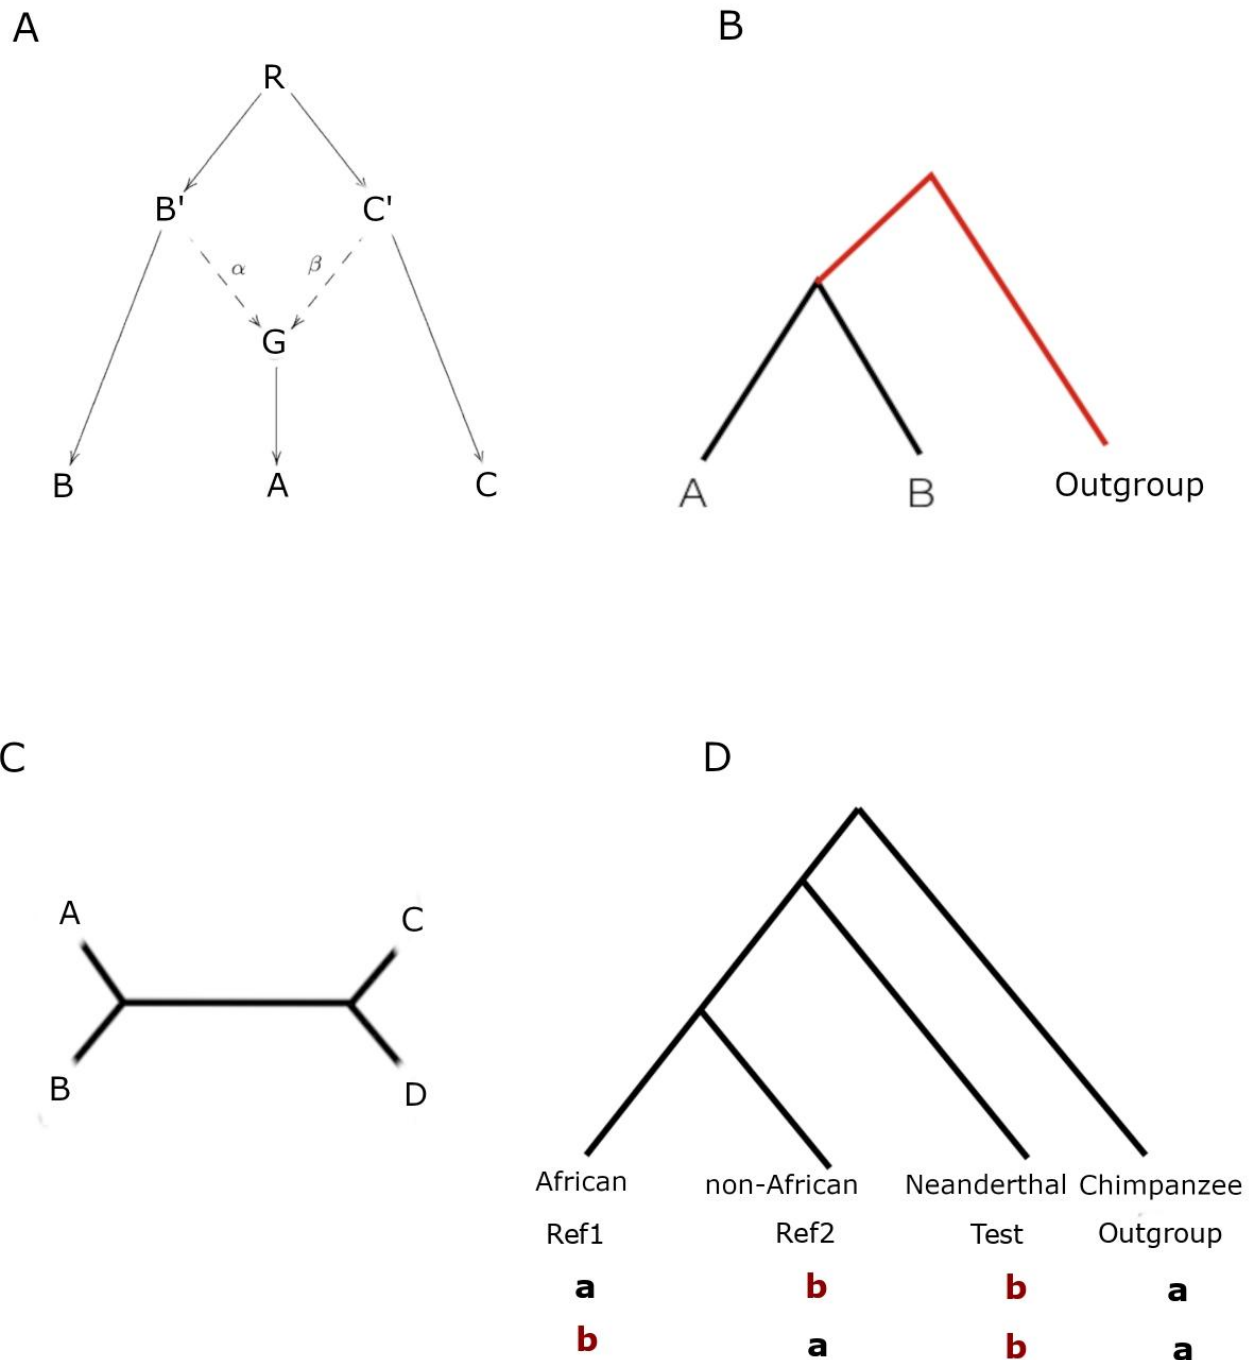 A
R
B' C'
α β
G
B A C
B
A B Outgroup
C
A C
B D
D
African non-African Neanderthal Chimpanzee
Ref1 Ref2 Test Outgroup
a b b a
b a b a